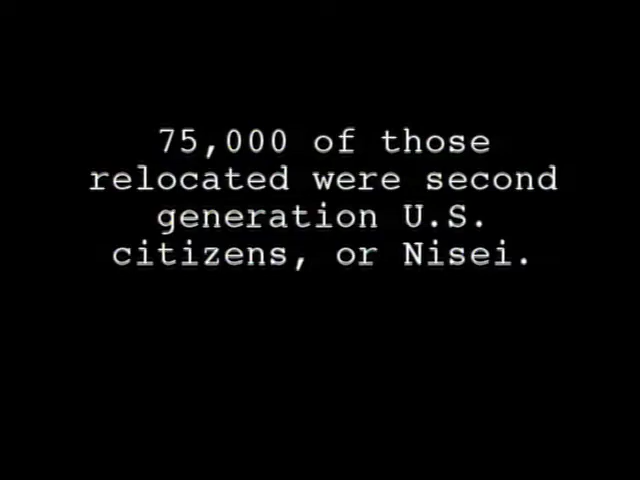 75,000 of those
relocated were second
generation U.S.
citizens, or Nisei.